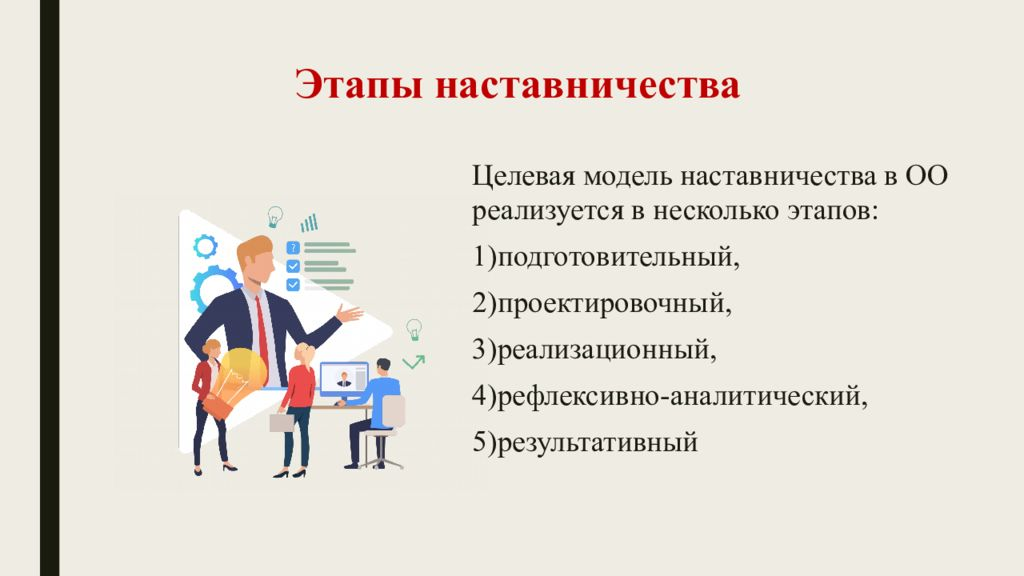 Этапы наставничества
Целевая модель наставничества в ОО
реализуется в несколько этапов:
1)подготовительный,
2)проектировочный,
3)реализационный,
4)рефлексивно-аналитический,
5)результативный